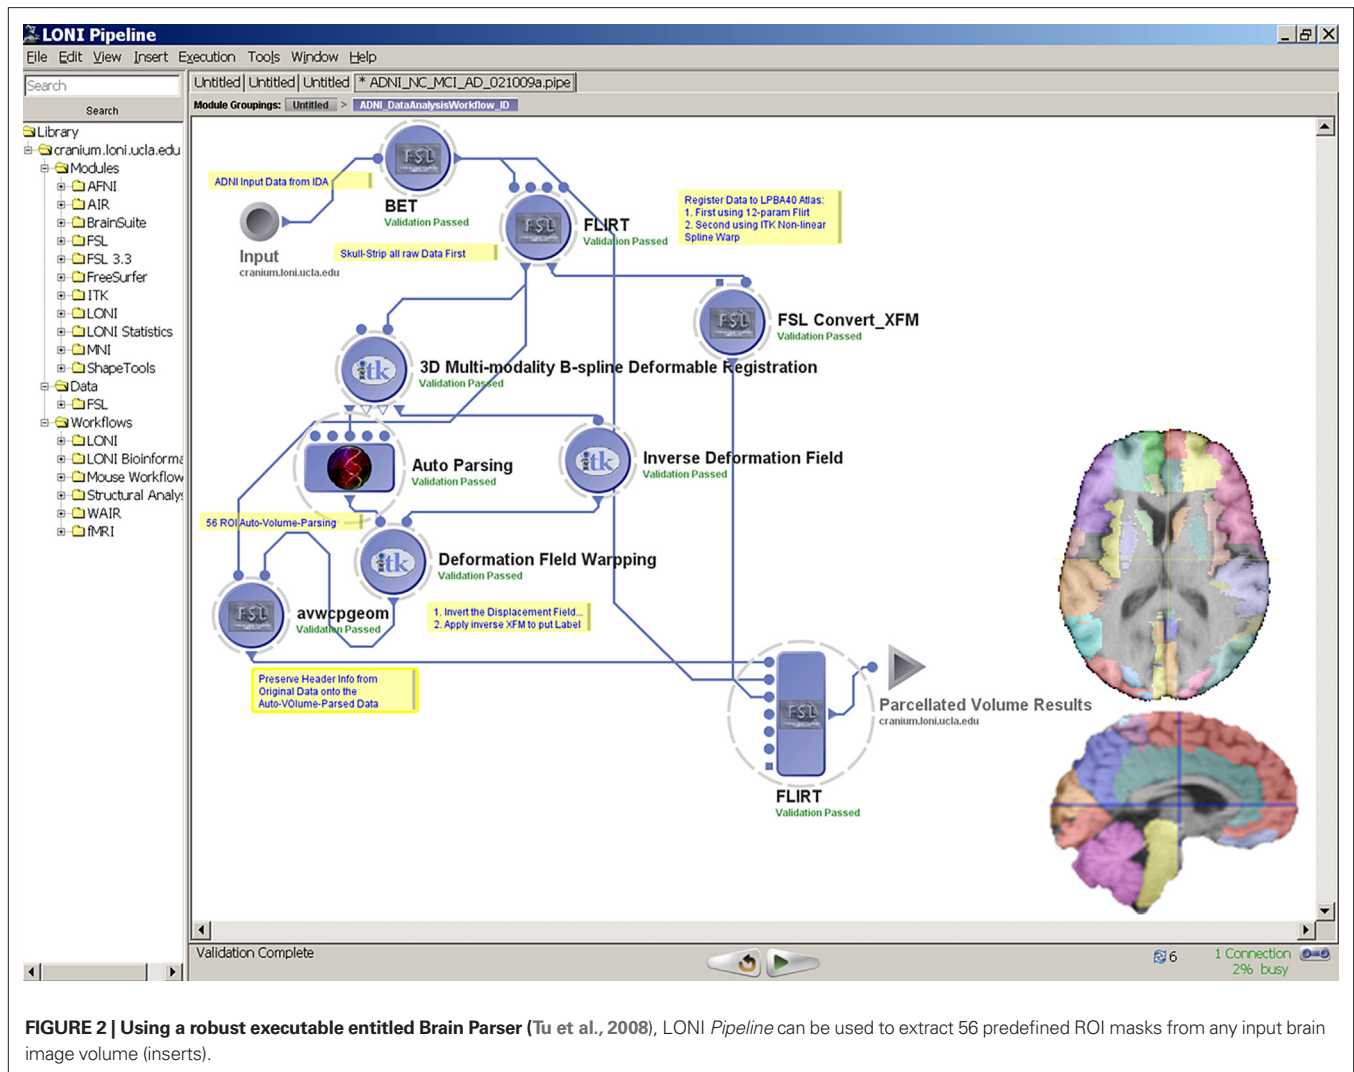 LONI Pipeline
File Edit View Insert Execution Tools Window Help
Search
Search
Library
cranium.loni.ucla.edu
Modules
AFNI
AIR
BrainSuite
FSL
FSL 3.3
FreeSurfer
ITK
LONI
LONI Statistics
MNI
ShapeTools
Data
FSL
Workflows
LONI
LONI Bioinforma
Mouse Workflow
Structural Analys
WAIR
fMRI
Untitled Untitled Untitled * ADNI_NC_MCI_AD_021009a.pipe
Module Groupings: Untitled > ADNI_DataAnalysisWorkflow_ID
FSL
ADNI Input Data from IDA
BET
Validation Passed
Input
cranium.loni.ucla.edu
FSL
FLIRT
Validation Passed
Skull-Strip all raw Data First
Register Data to LPBA40 Atlas:
1. First using 12-param Flirt
2. Second using ITK Non-linear
Spline Warp
FSL
FSL Convert_XFM
Validation Passed
itk
3D Multi-modality B-spline Deformable Registration
Validation Passed
Auto Parsing
Validation Passed
itk
Inverse Deformation Field
Validation Passed
56 ROI Auto-Volume-Parsing
itk
Deformation FIeld Warpping
Validation Passed
FSL
avwcpgeom
Validation Passed
1. Invert the Displacement Field...
2. Apply inverse XFM to put Label
Preserve Header Info from
Original Data onto the
Auto-VOlume-Parsed Data
FSL
FLIRT
Validation Passed
Parcellated Volume Results
cranium.loni.ucla.edu
Validation Complete
6
1 Connection
2% busy
FIGURE 2 | Using a robust executable entitled Brain Parser (Tu et al., 2008), LONI Pipeline can be used to extract 56 predefined ROI masks from any input brain
image volume (inserts).